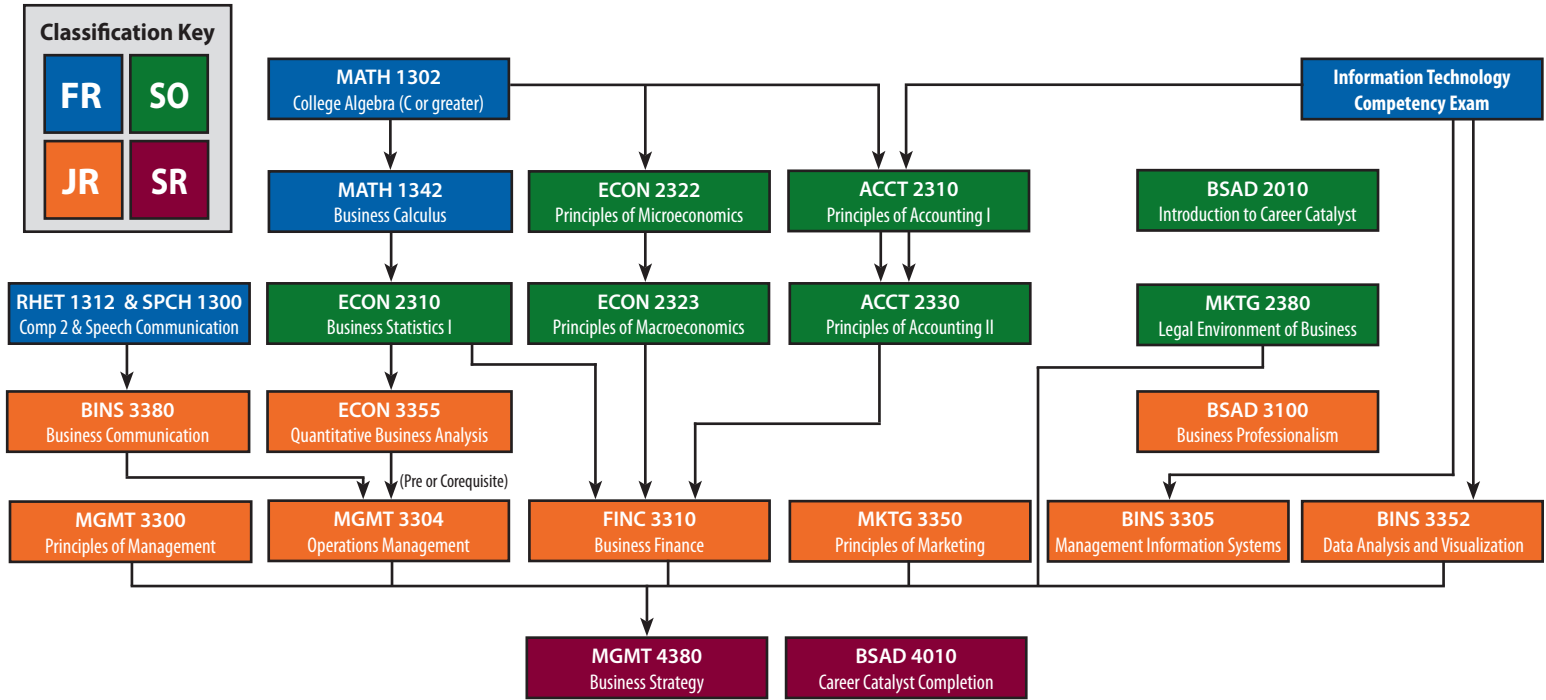 Classification Key
FR
SO
JR
SR
MATH 1302
College Algebra (C or greater)
Information Technology
Competency Exam
MATH 1342
Business Calculus
ECON 2322
Principles of Microeconomics
ACCT 2310
Principles of Accounting I
BSAD 2010
Introduction to Career Catalyst
RHET 1312 & SPCH 1300
Comp 2 & Speech Communication
ECON 2310
Business Statistics I
ECON 2323
Principles of Macroeconomics
ACCT 2330
Principles of Accounting II
MKTG 2380
Legal Environment of Business
BINS 3380
Business Communication
ECON 3355
Quantitative Business Analysis
BSAD 3100
Business Professionalism
(Pre or Corequisite)
MGMT 3300
Principles of Management
MGMT 3304
Operations Management
FINC 3310
Business Finance
MKTG 3350
Principles of Marketing
BINS 3305
Management Information Systems
BINS 3352
Data Analysis and Visualization
MGMT 4380
Business Strategy
BSAD 4010
Career Catalyst Completion